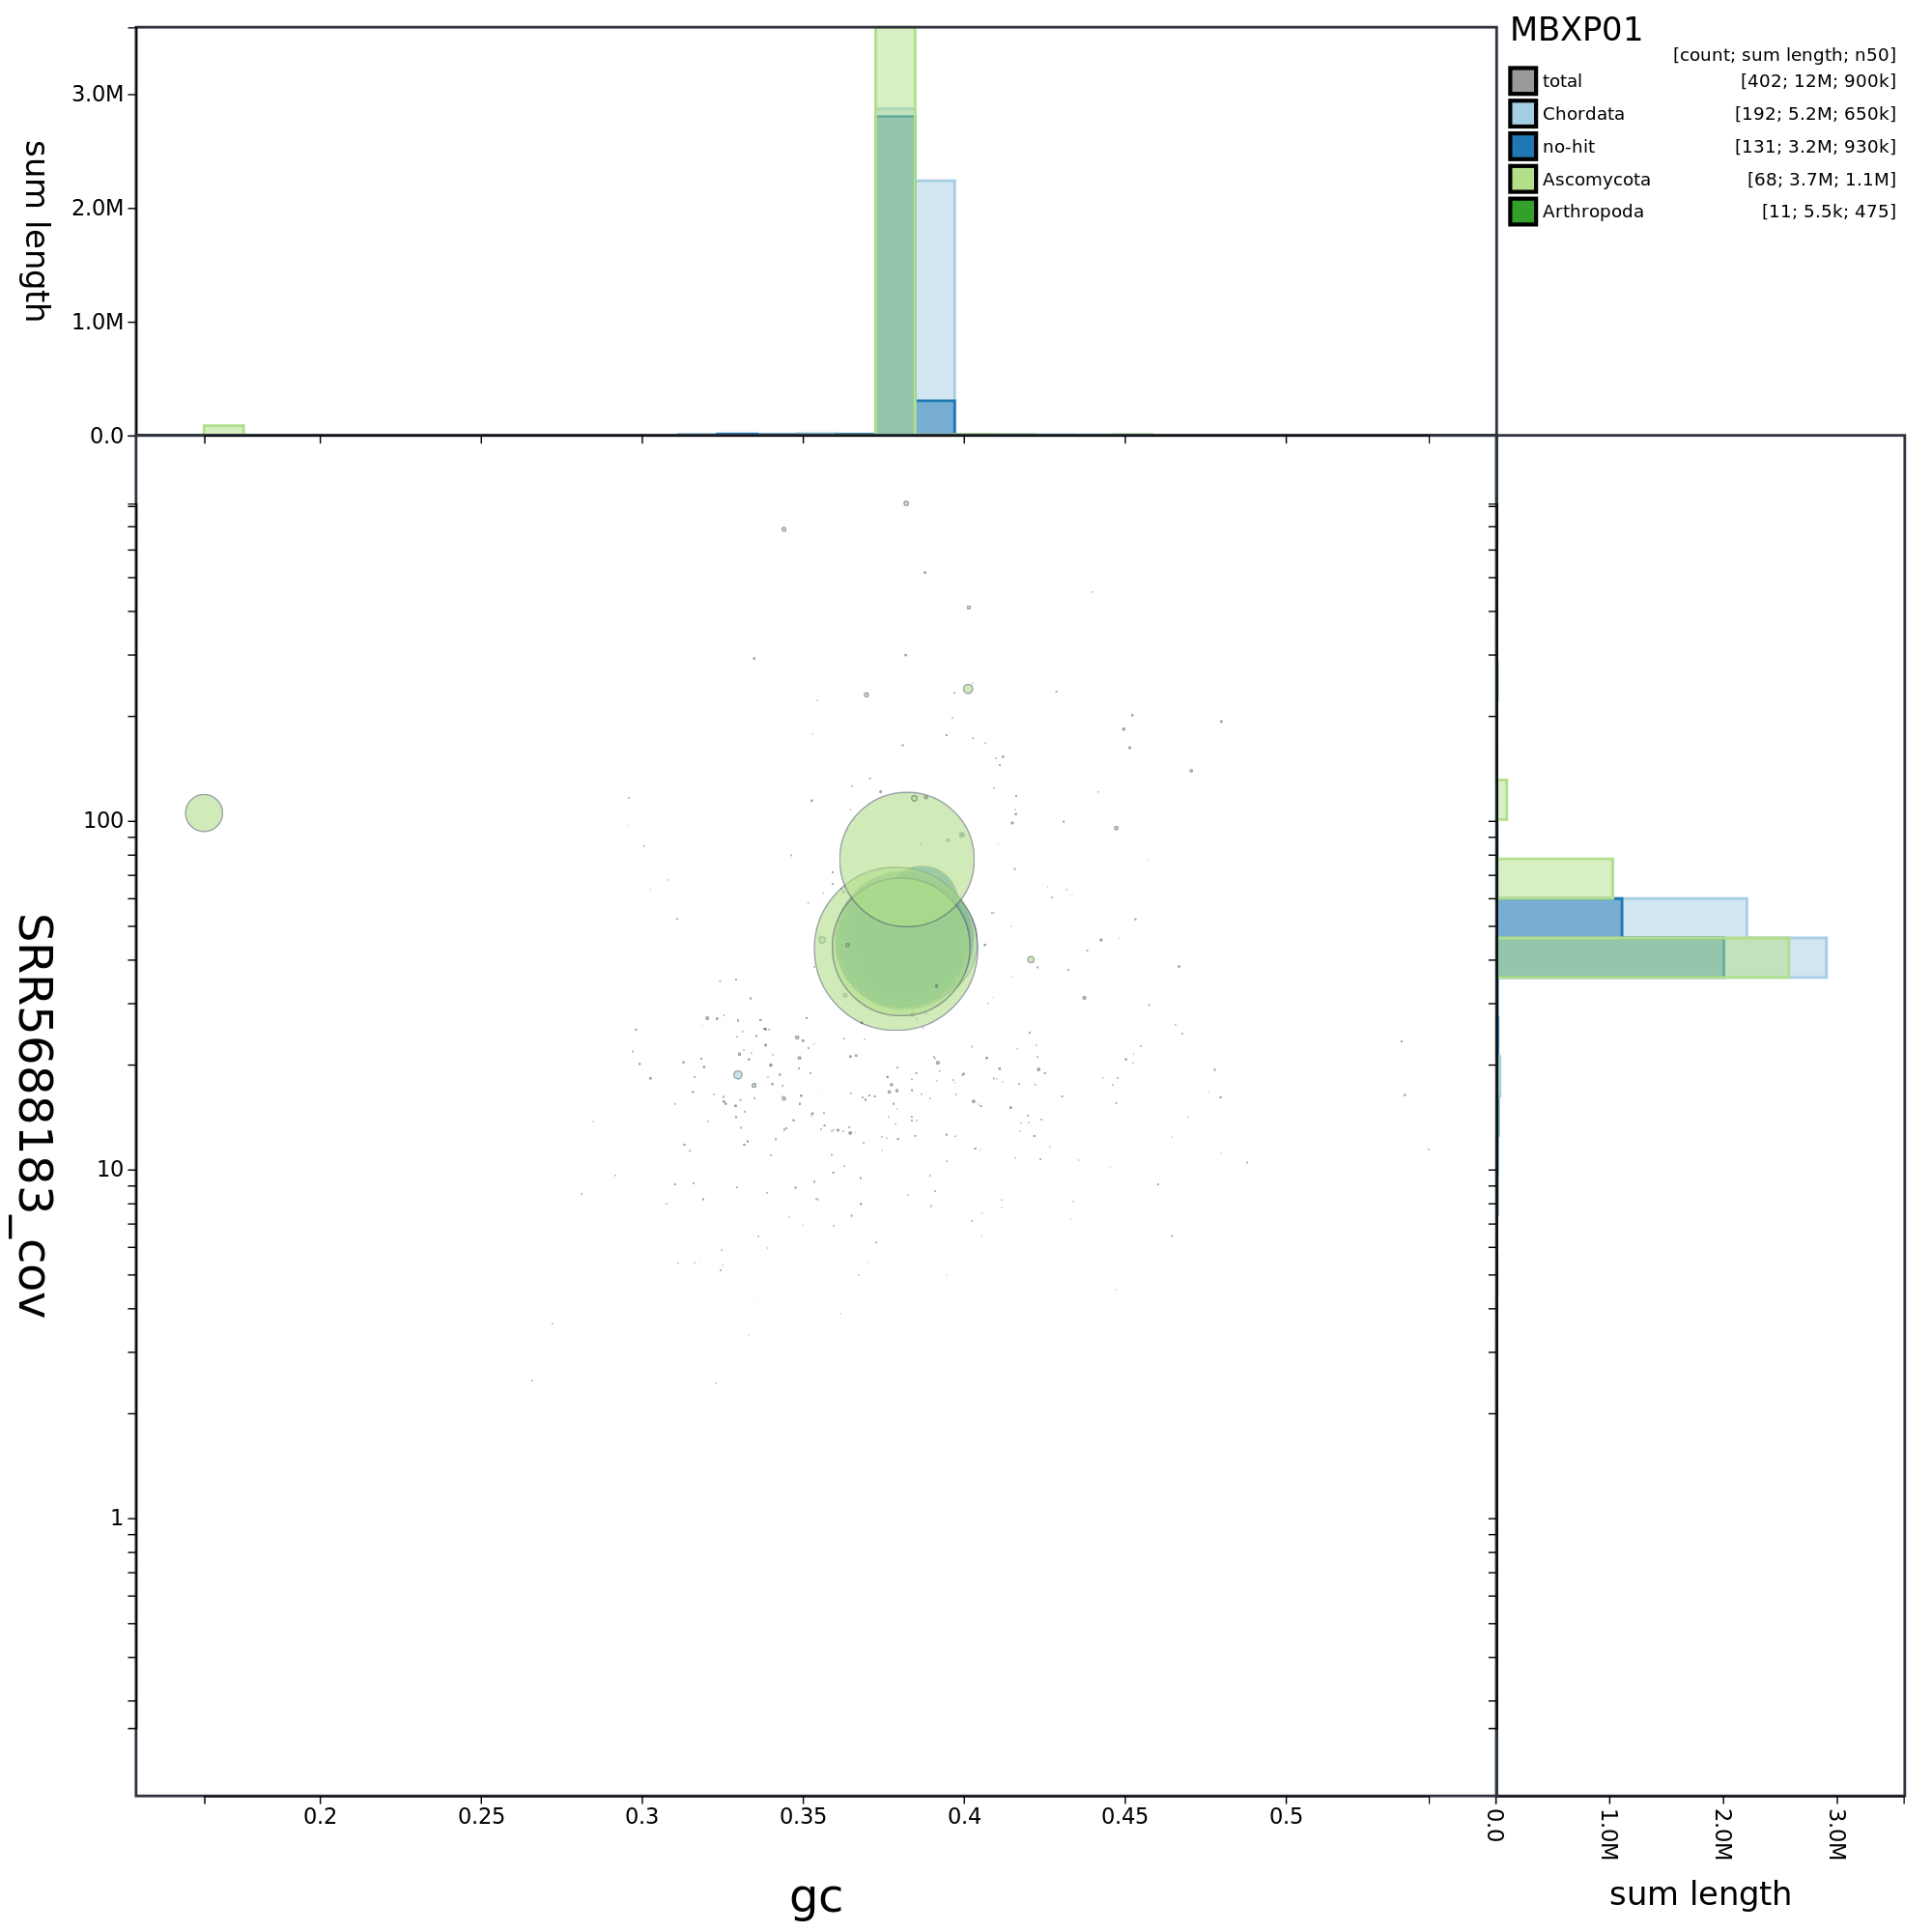 MBXP01
[count; sum length; n50]
total [402; 12M; 900k]
Chordata [192; 5.2M; 650k]
no-hit [131; 3.2M; 930k]
Ascomycota [68; 3.7M; 1.1M]
Arthropoda [11; 5.5k; 475]
sum length
3.0M
2.0M
1.0M
0.0
SRR5688183_cov
100
10
1
0.2 0.25 0.3 0.35 0.4 0.45 0.5
gc
0.0 1.0M 2.0M 3.0M
sum length